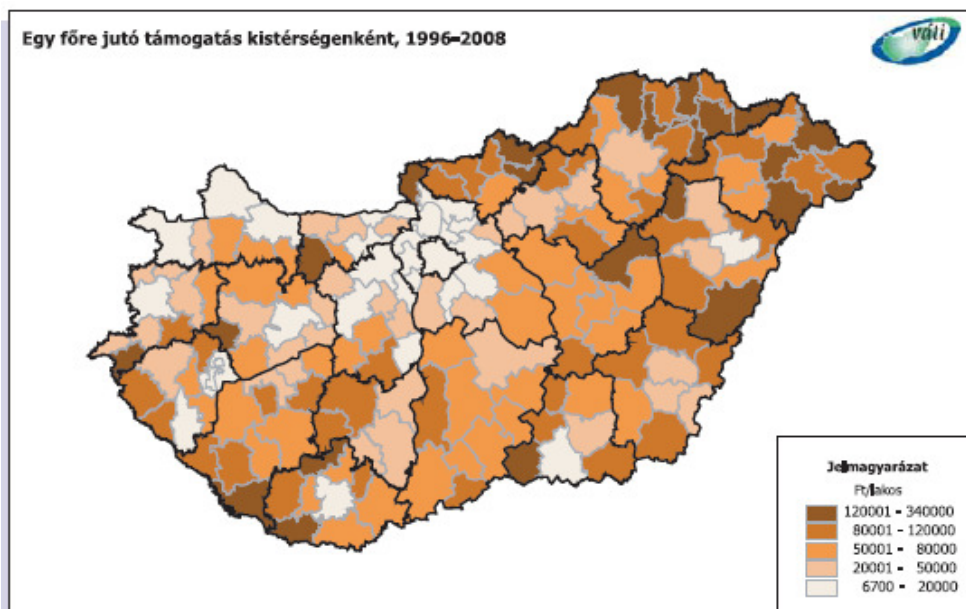 Egy főre jutó támogatás kistérségenként, 1996–2008
váti
Jelmagyarázat
Ft/lakos
120001 - 340000
80001 - 120000
50001 - 80000
20001 - 50000
6700 - 20000